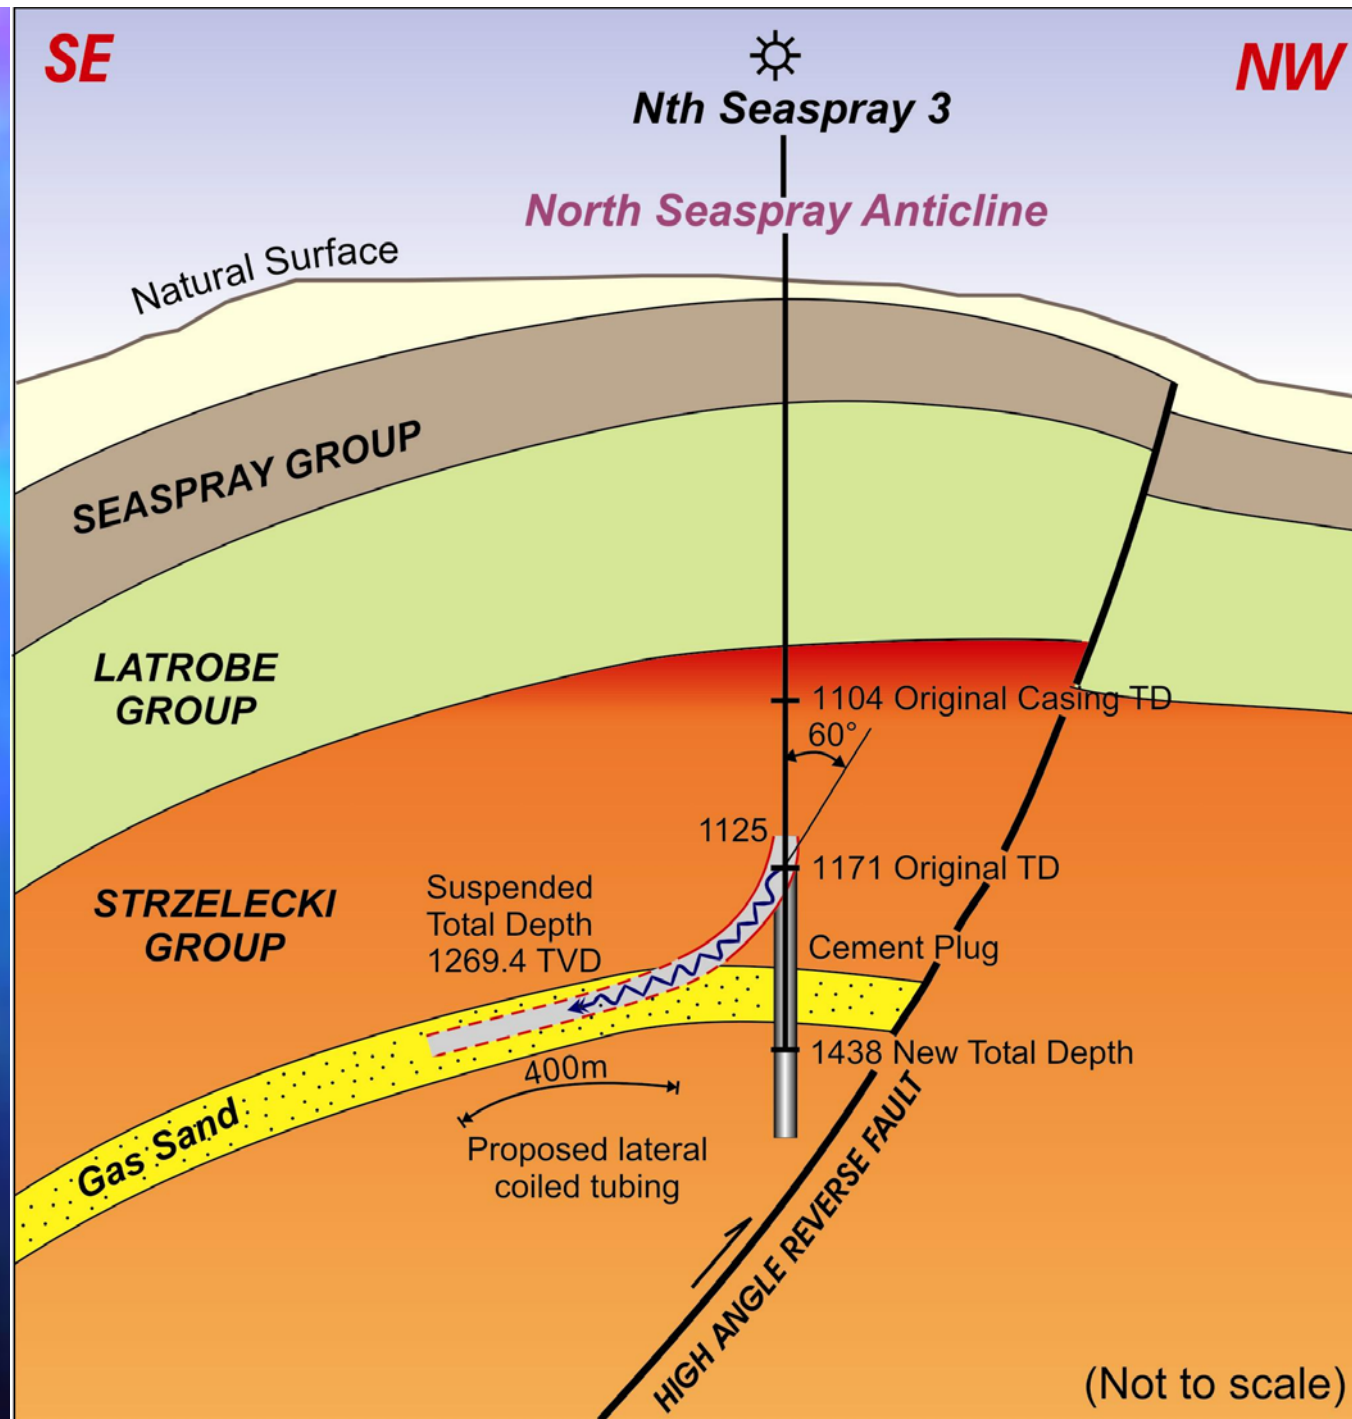 SE
NW
Nth Seaspray 3
North Seaspray Anticline
Natural Surface
SEASPRAY GROUP
LATROBE
GROUP
1104 Original Casing TD
60°
1125
1171 Original TD
STRZELECKI
GROUP
Suspended
Total Depth
1269.4 TVD
Cement Plug
1438 New Total Depth
400m
Gas Sand
Proposed lateral
coiled tubing
HIGH ANGLE REVERSE FAULT
(Not to scale)